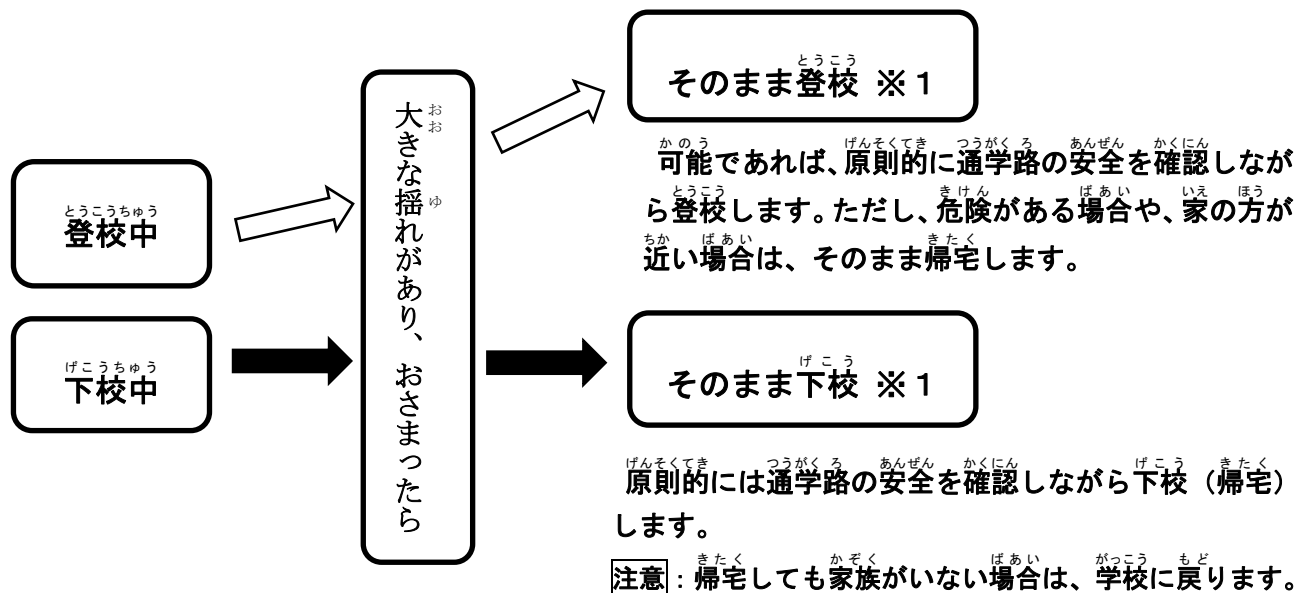 登校中
下校中
大きな揺れがあり、おさまったら
そのまま登校 ※１
可能であれば、原則的に通学路の安全を確認しなが
ら登校します。ただし、危険がある場合や、家の方が
近い場合は、そのまま帰宅します。
そのまま下校 ※１
原則的には通学路の安全を確認しながら下校（帰宅）
します。
注意：帰宅しても家族がいない場合は、学校に戻ります。